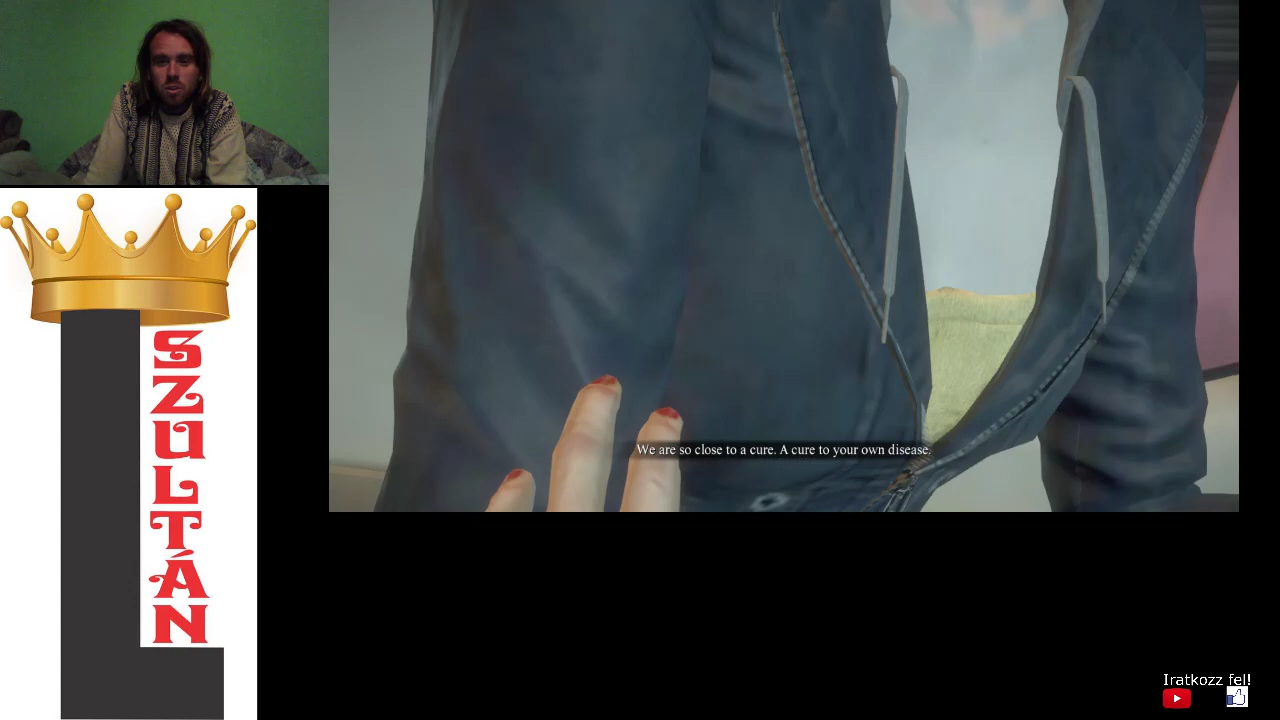 L
SZULTÁN
We are so close to a cure. A cure to your own disease.
Iratkozz fel!